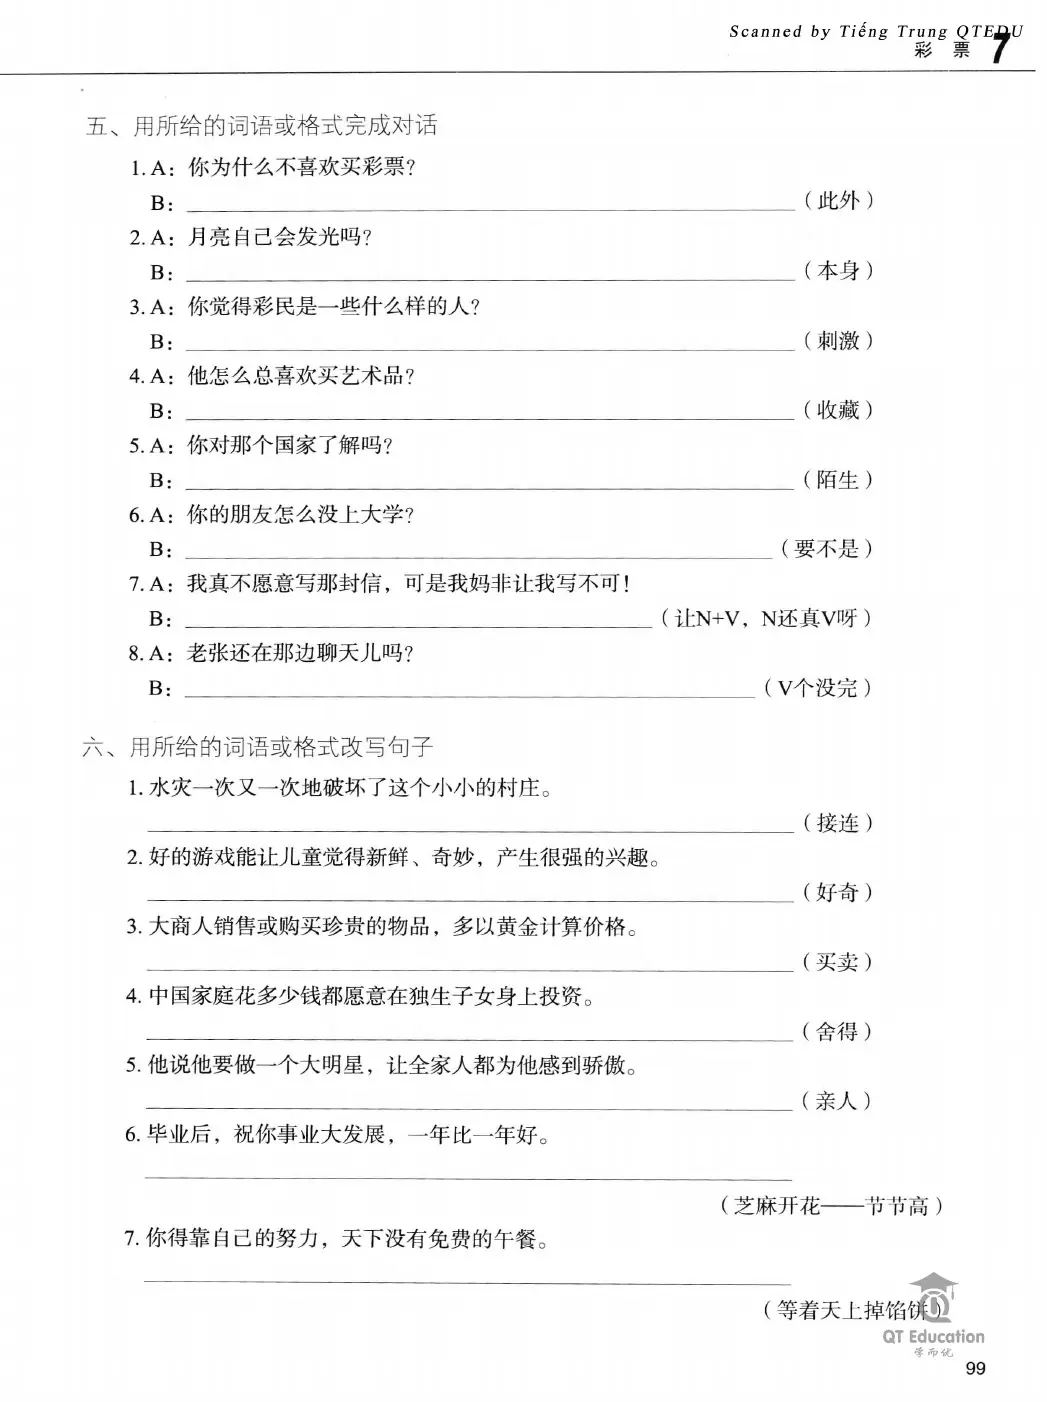 Scanned by Tiếng Trung QTEDU
彩 票 7
五、用所给的词语或格式完成对话
1. A：你为什么不喜欢买彩票？
B：（此外）
2. A：月亮自己会发光吗？
B：（本身）
3. A：你觉得彩民是一些什么样的人？
B：（刺激）
4. A：他怎么总喜欢买艺术品？
B：（收藏）
5. A：你对那个国家了解吗？
B：（陌生）
6. A：你的朋友怎么没上大学？
B：（要不是）
7. A：我真不愿意写那封信，可是我妈非让我写不可！
B：（让N+V，N还真V呀）
8. A：老张还在那边聊天儿吗？
B：（V个没完）
六、用所给的词语或格式改写句子
1. 水灾一次又一次地破坏了这个小小的村庄。
（接连）
2. 好的游戏能让儿童觉得新鲜、奇妙，产生很强的兴趣。
（好奇）
3. 大商人销售或购买珍贵的物品，多以黄金计算价格。
（买卖）
4. 中国家庭花多少钱都愿意在独生子女身上投资。
（舍得）
5. 他说他要做一个大明星，让全家人都为他感到骄傲。
（亲人）
6. 毕业后，祝你事业大发展，一年比一年好。
（芝麻开花——节节高）
7. 你得靠自己的努力，天下没有免费的午餐。
（等着天上掉馅饼）
QT Education
学而优
99